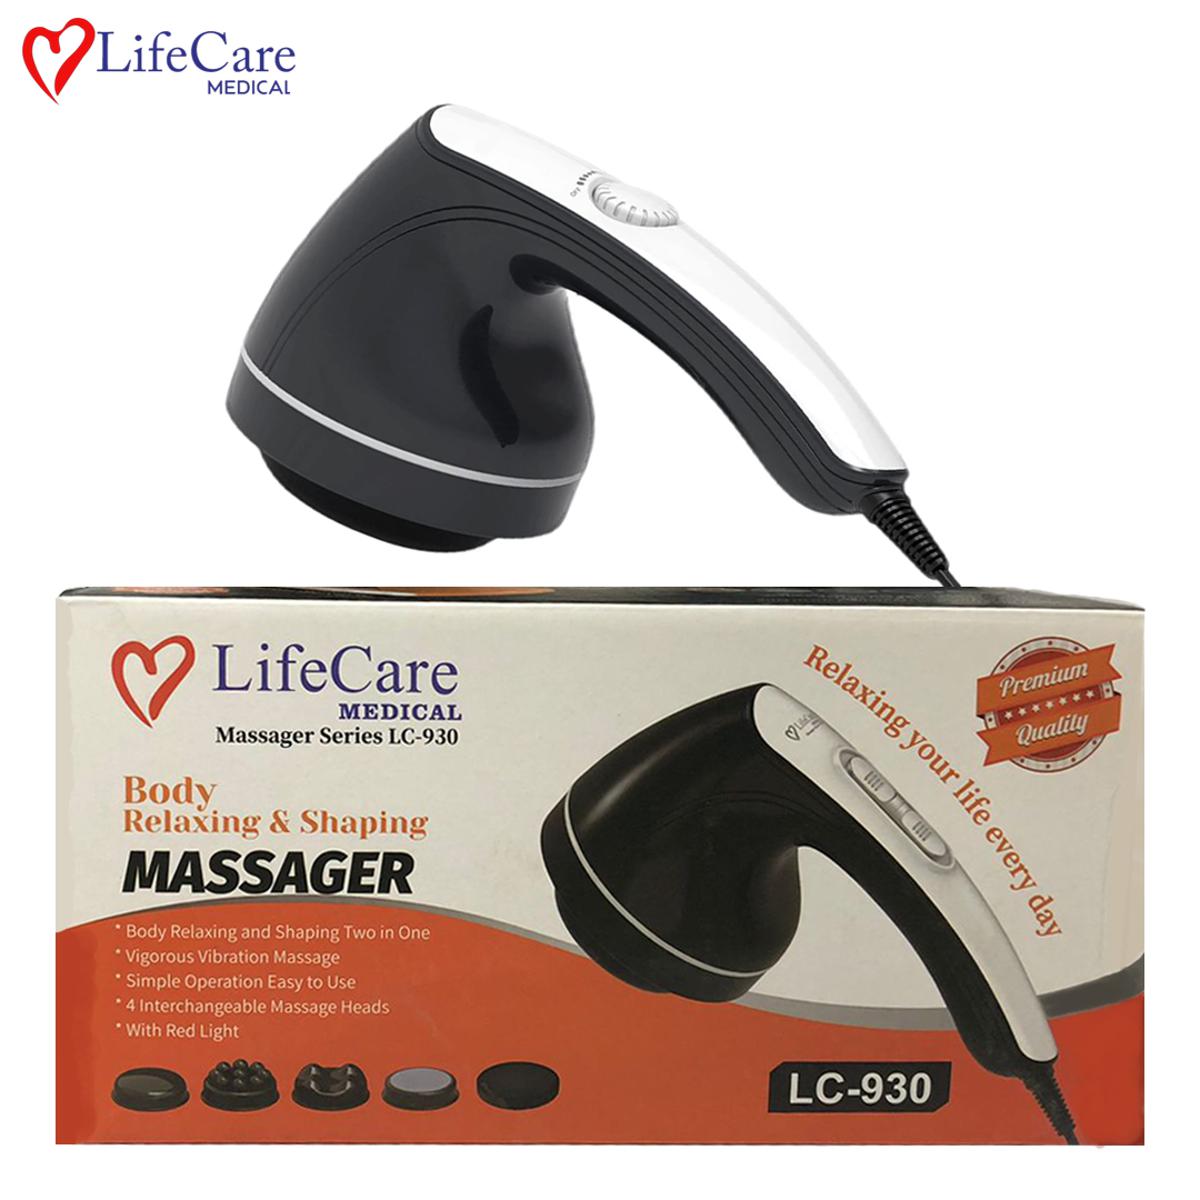 LifeCare
MEDICAL
OFF
LifeCare
MEDICAL
Massager Series LC-930
Body
Relaxing & Shaping
MASSAGER
* Body Relaxing and Shaping Two in One
* Vigorous Vibration Massage
* Simple Operation Easy to Use
* 4 Interchangeable Massage Heads
* With Red Light
LifeCare
Relaxing your life every day
Premium
Quality
LC-930